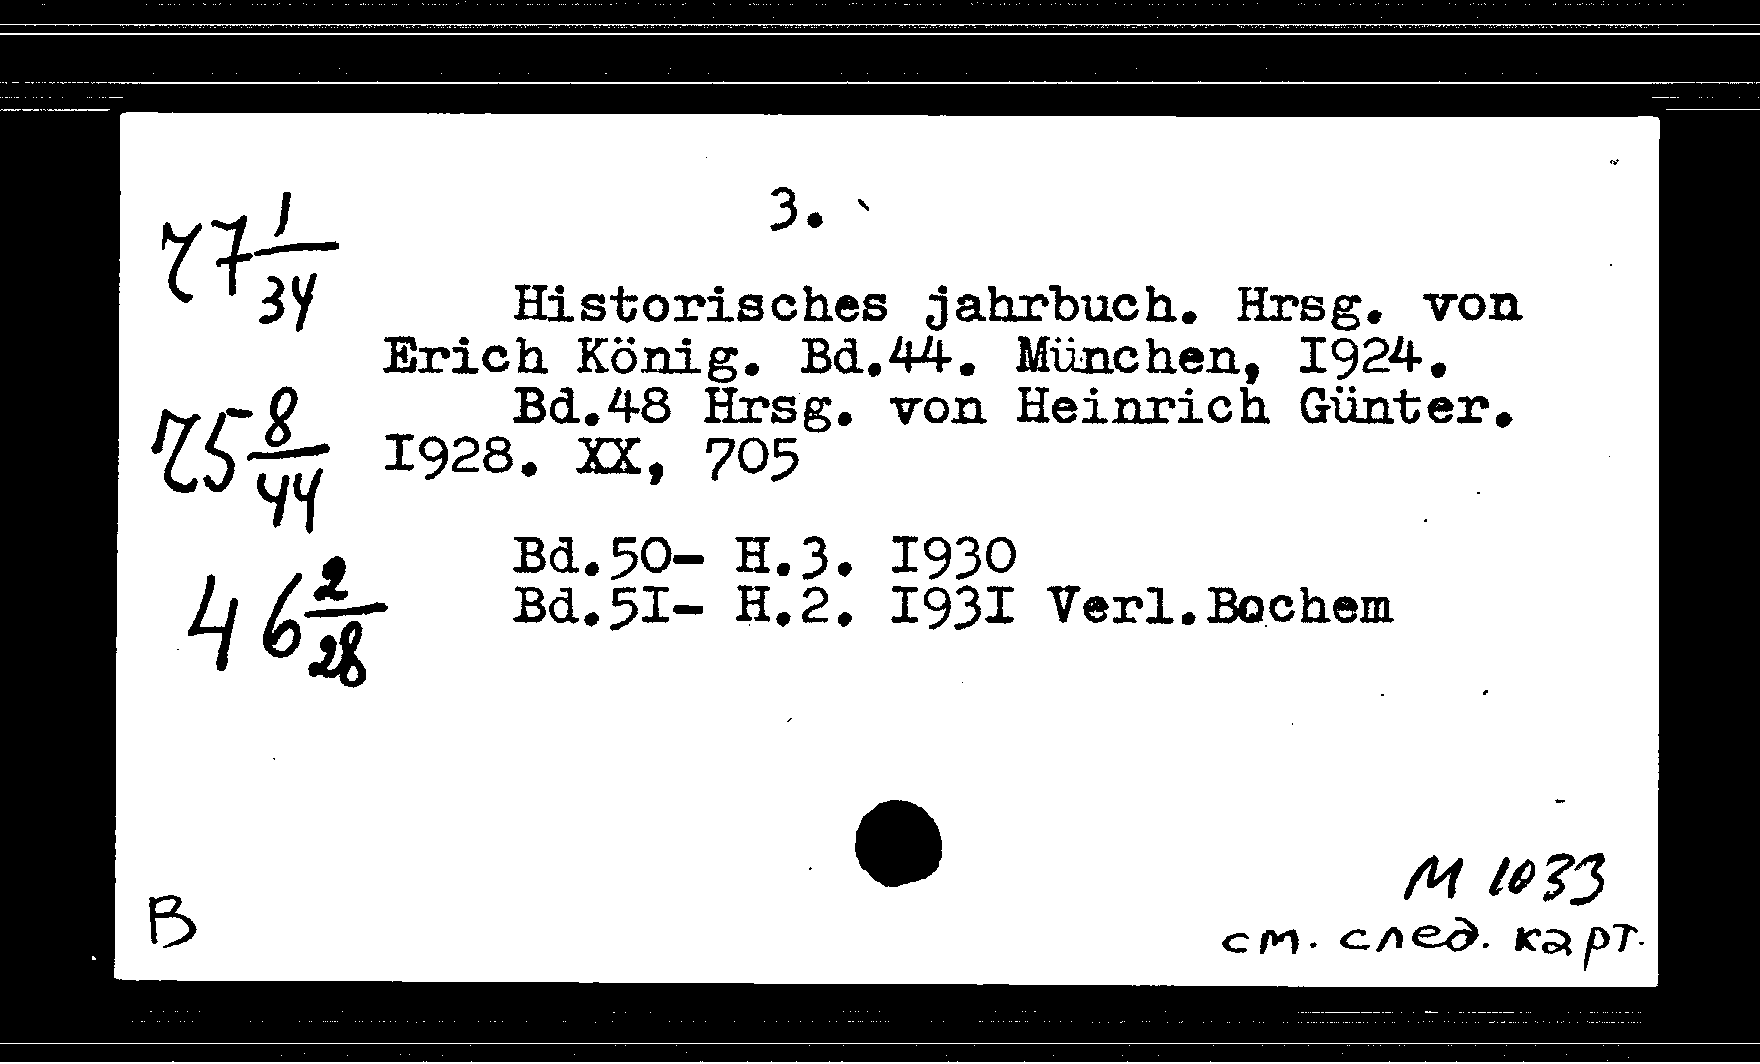 3.
77 1/34
Historisches jahrbuch. Hrsg. von
Erich König. Bd.44. München, I924.
Bd.48 Hrsg. von Heinrich Günter.
75 8/44
I928. XX, 705
Bd.50- H.3. I930
46 2/28
Bd.5I- H.2. I93I Verl.Bochem
M 1033
B
см. след. карт.